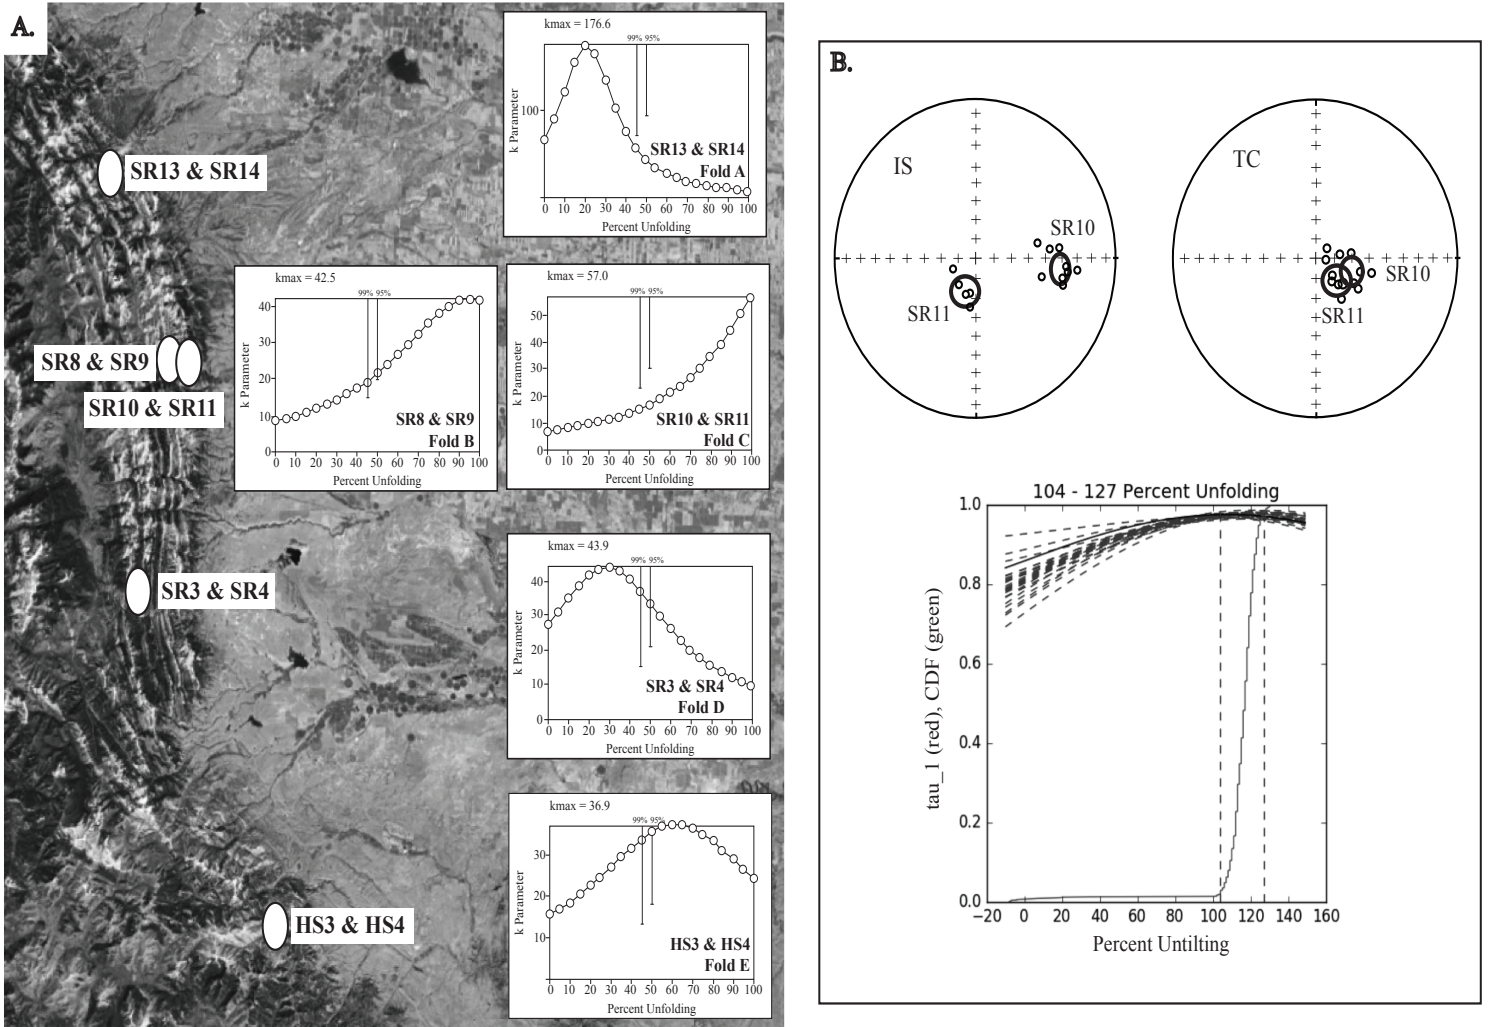 A.
kmax = 176.6
99% 95%
k Parameter
100
SR13 & SR14
Fold A
0 10 20 30 40 50 60 70 80 90 100
Percent Unfolding
SR13 & SR14
kmax = 42.5
99% 95%
k Parameter
40
30
20
10
0
SR8 & SR9
Fold B
0 10 20 30 40 50 60 70 80 90 100
Percent Unfolding
kmax = 57.0
99% 95%
k Parameter
50
40
30
20
10
0
SR10 & SR11
Fold C
0 10 20 30 40 50 60 70 80 90 100
Percent Unfolding
SR8 & SR9
SR10 & SR11
kmax = 43.9
99% 95%
k Parameter
40
30
20
10
0
SR3 & SR4
Fold D
0 10 20 30 40 50 60 70 80 90 100
Percent Unfolding
SR3 & SR4
kmax = 36.9
99% 95%
k Parameter
30
20
10
HS3 & HS4
Fold E
0 10 20 30 40 50 60 70 80 90 100
Percent Unfolding
HS3 & HS4
B.
IS
SR10
SR11
TC
SR10
SR11
104 - 127 Percent Unfolding
tau_1 (red), CDF (green)
1.0
0.8
0.6
0.4
0.2
0.0
−20 0 20 40 60 80 100 120 140 160
Percent Untilting